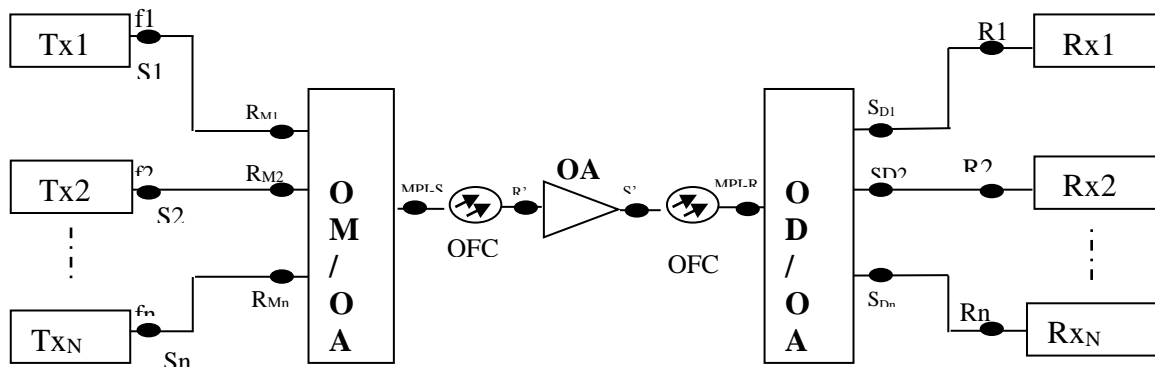 f1
Tx1
S1
RM1
f2
Tx2
S2
RM2
fn
TxN
Sn
RMn
O
M
/
O
A
MPI-S
OFC
R'
OA
S'
OFC
MPI-R
O
D
/
O
A
SD1
R1
Rx1
SD2
R2
Rx2
SDn
Rn
RxN